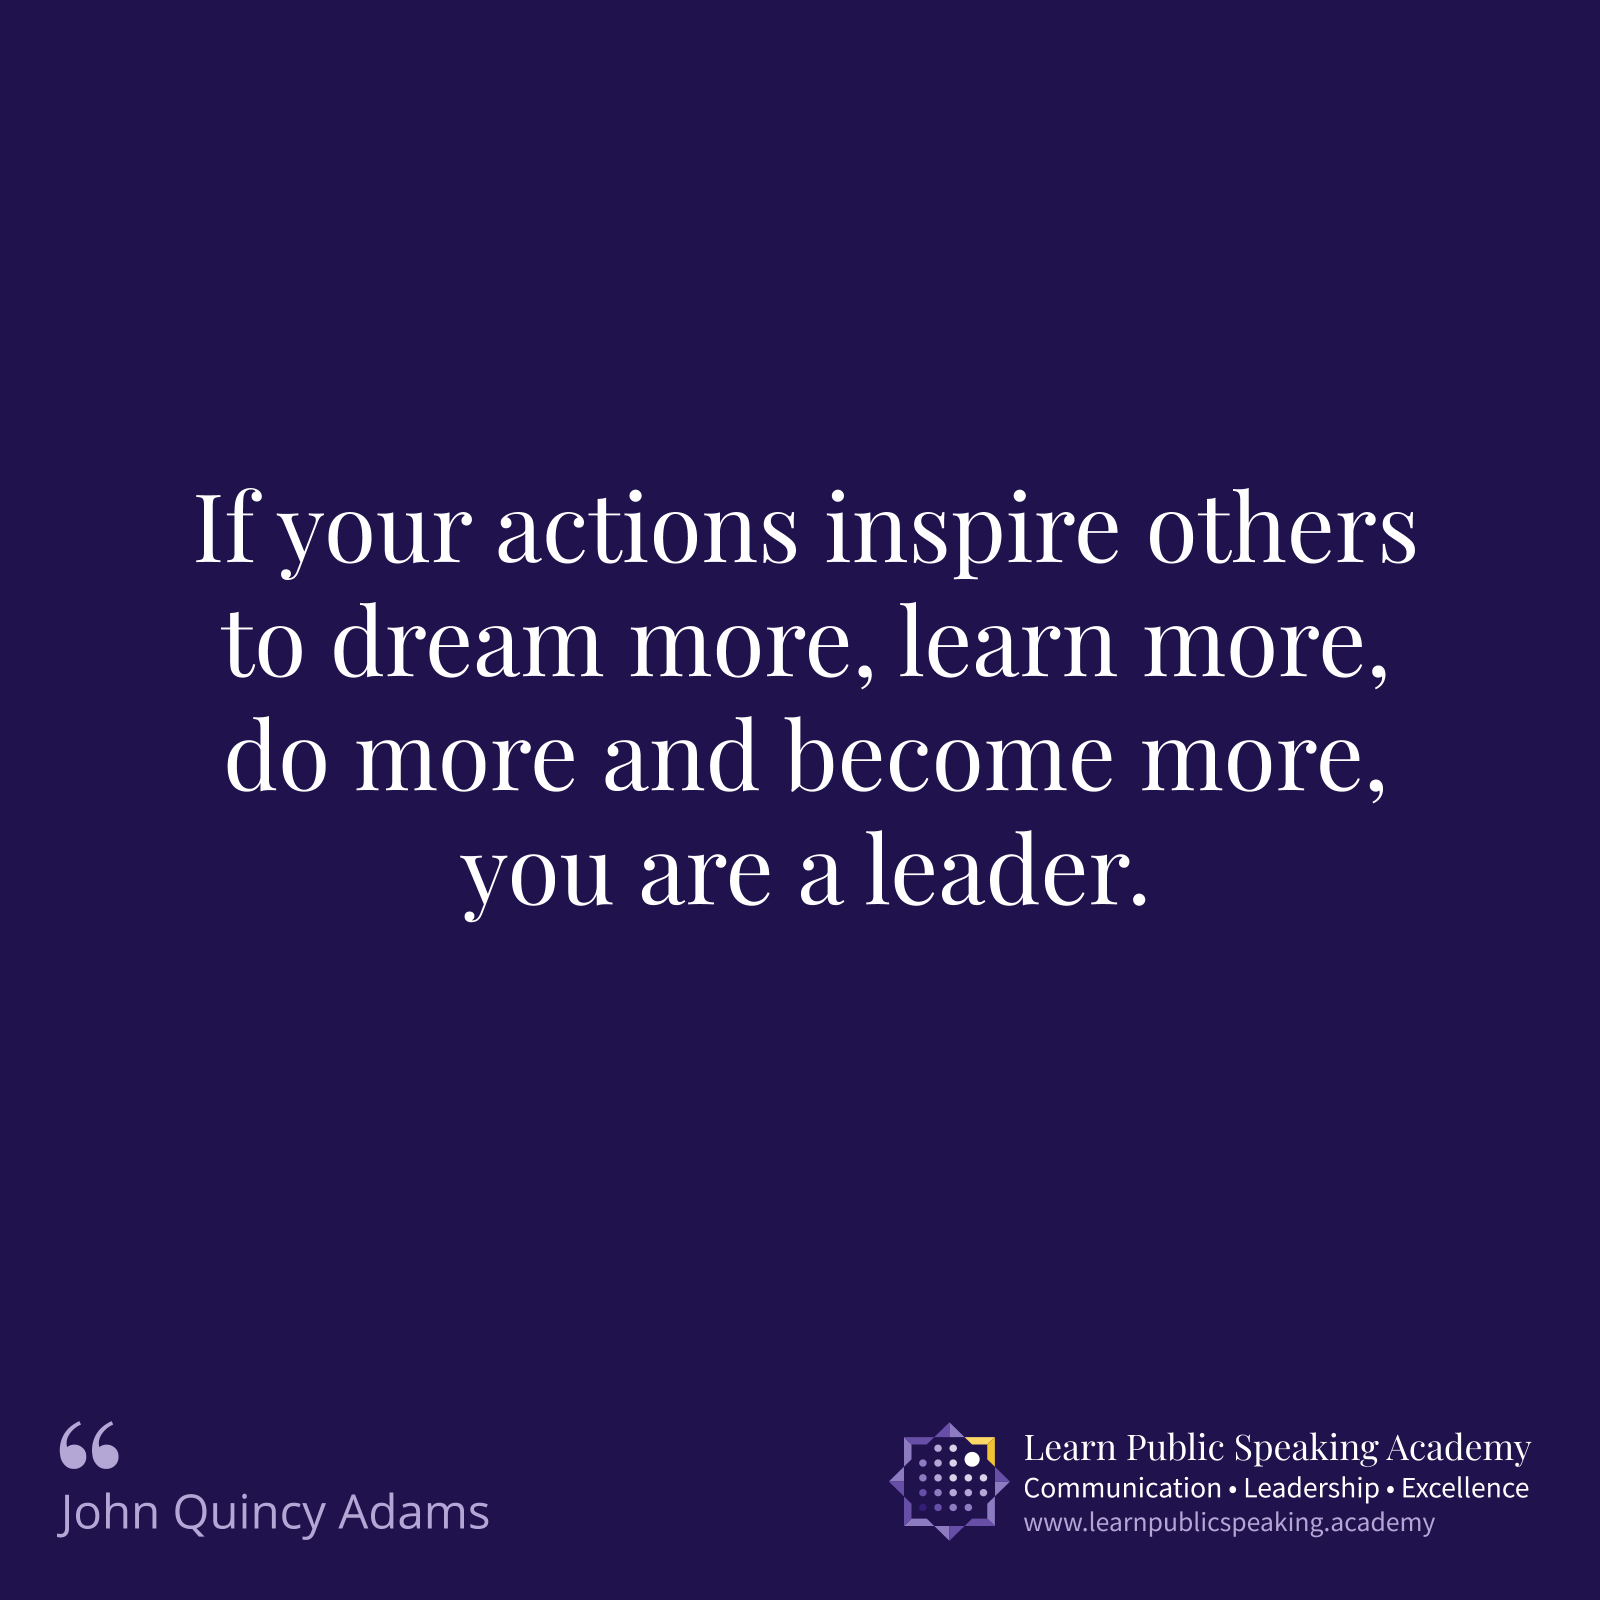 If your actions inspire others
to dream more, learn more,
do more and become more,
you are a leader.
“
John Quincy Adams
Learn Public Speaking Academy
Communication • Leadership • Excellence
www.learnpublicspeaking.academy